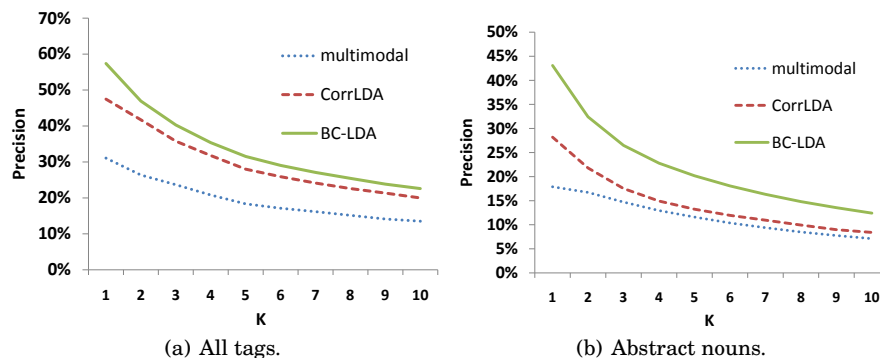 70%
60%
50%
40%
30%
20%
10%
0%
Precision
multimodal
CorrLDA
BC-LDA
1 2 3 4 5 6 7 8 9 10
K
(a) All tags.
50%
45%
40%
35%
30%
25%
20%
15%
10%
5%
0%
Precision
multimodal
CorrLDA
BC-LDA
1 2 3 4 5 6 7 8 9 10
K
(b) Abstract nouns.